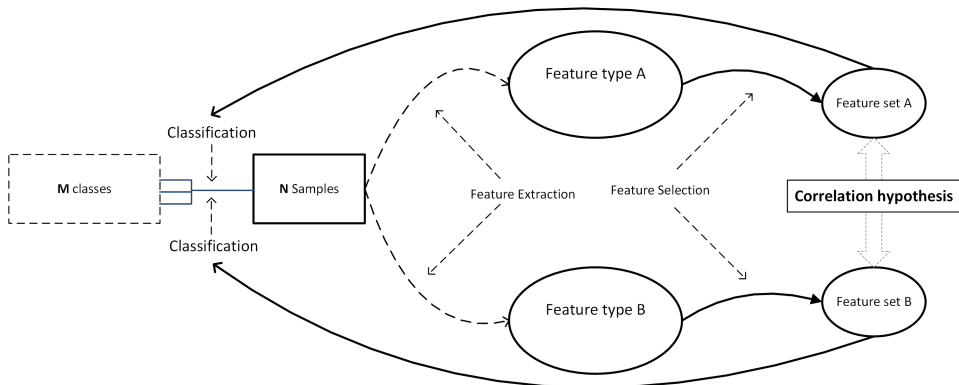 Feature type A
Feature set A
Classification
M classes
N Samples
Feature Extraction
Feature Selection
Correlation hypothesis
Classification
Feature type B
Feature set B